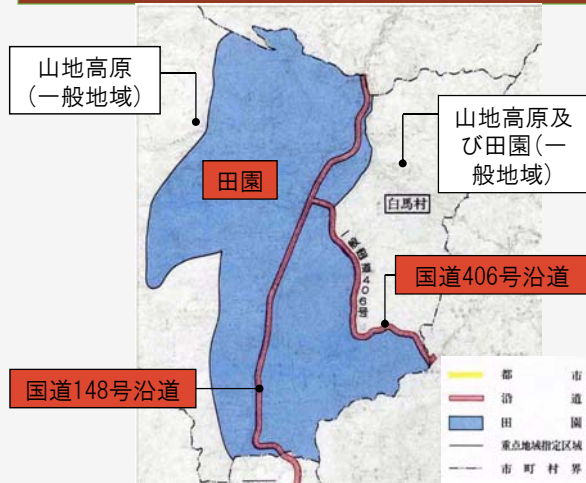 山地高原
(一般地域)
山地高原及
び田園(一
般地域)
田園
白馬村
一般国道406号
国道406号沿道
国道148号沿道
都 市
沿 道
田 園
重点地域指定区域
市町村界